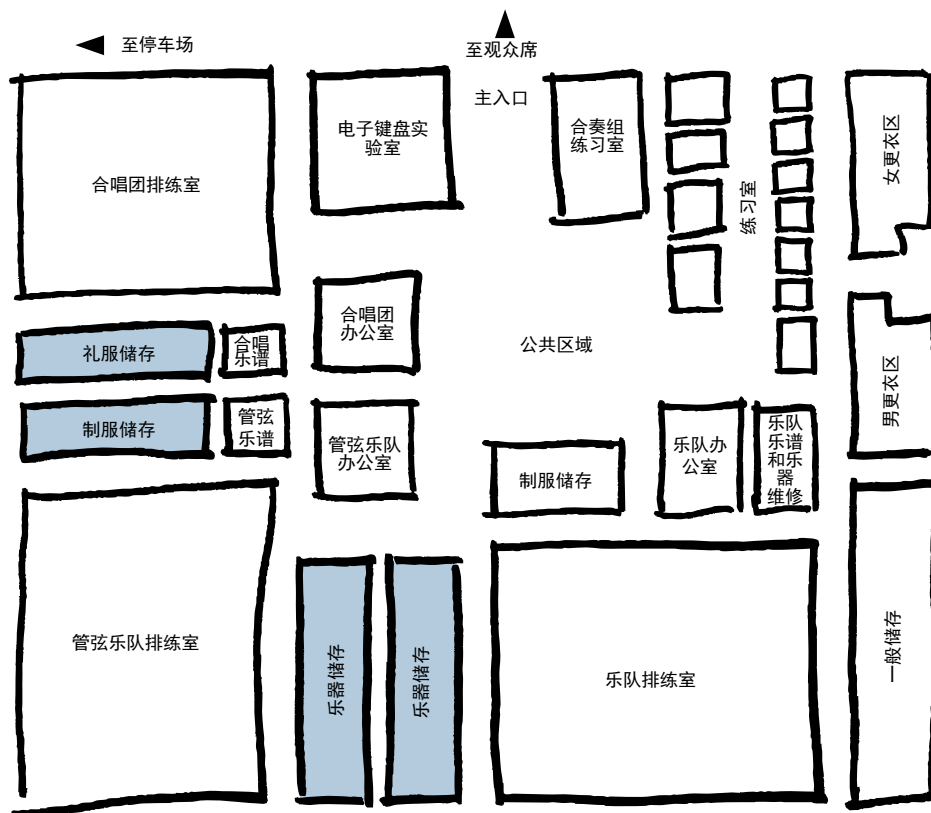 至停车场
至观众席
主入口
电子键盘实
验室
合奏组
练习室
合唱团排练室
练习室
女更衣区
合唱团
办公室
公共区域
礼服储存
合唱
乐谱
男更衣区
制服储存
管弦
乐谱
管弦乐队
办公室
制服储存
乐队办
公室
乐队
乐谱
和乐
器
维修
管弦乐队排练室
乐器储存
乐器储存
乐队排练室
一般储存